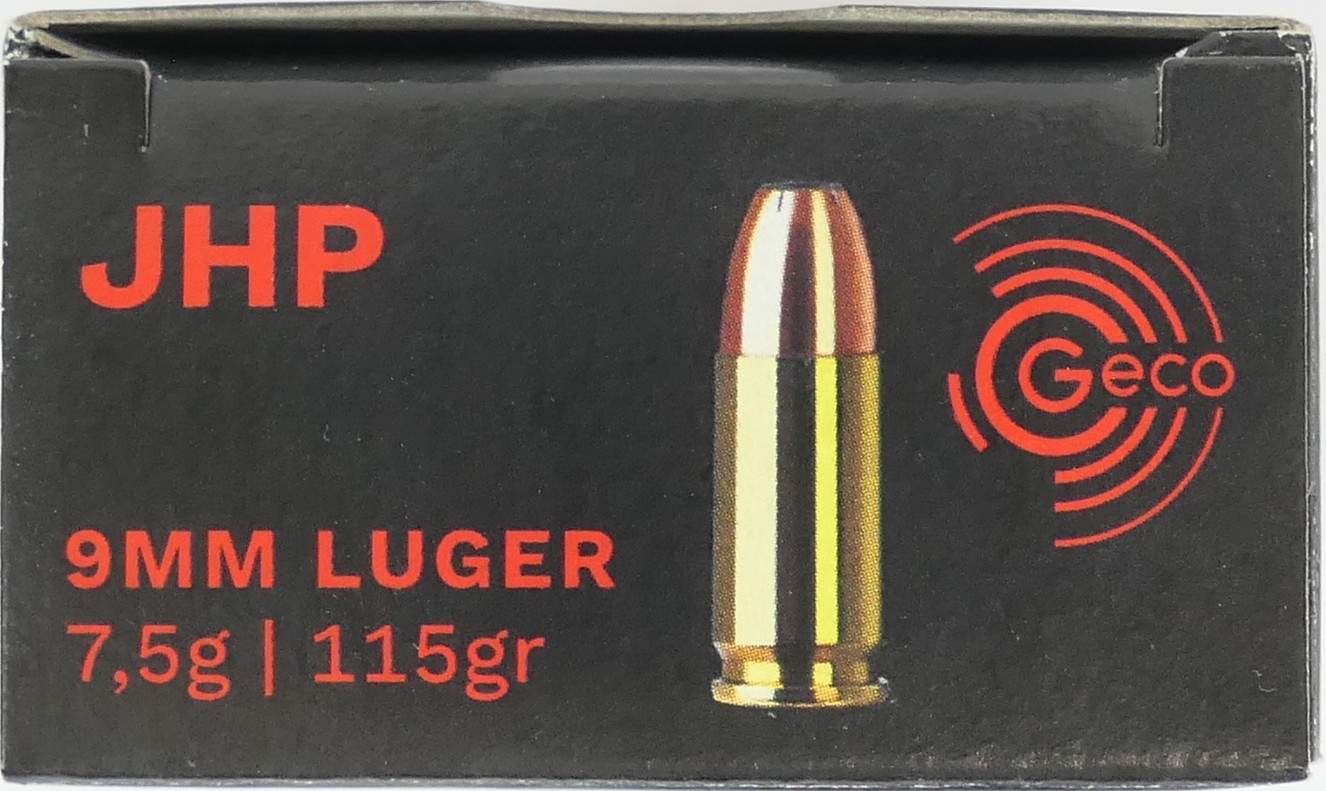 JHP
Geco
9MM LUGER
7,5g | 115gr